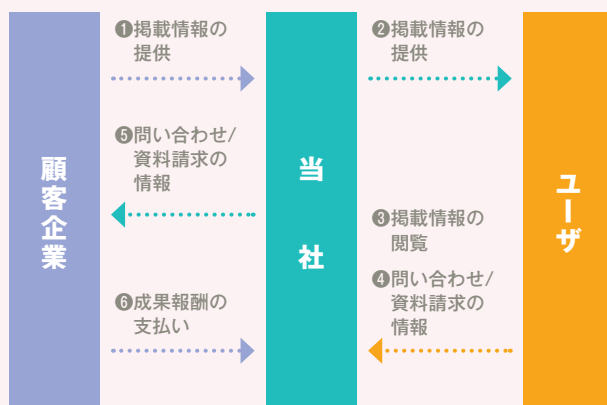 顧客企業
❶掲載情報の
提供
❺問い合わせ/
資料請求の
情報
❻成果報酬の
支払い
当社
❷掲載情報の
提供
❸掲載情報の
閲覧
❹問い合わせ/
資料請求の
情報
ユーザ